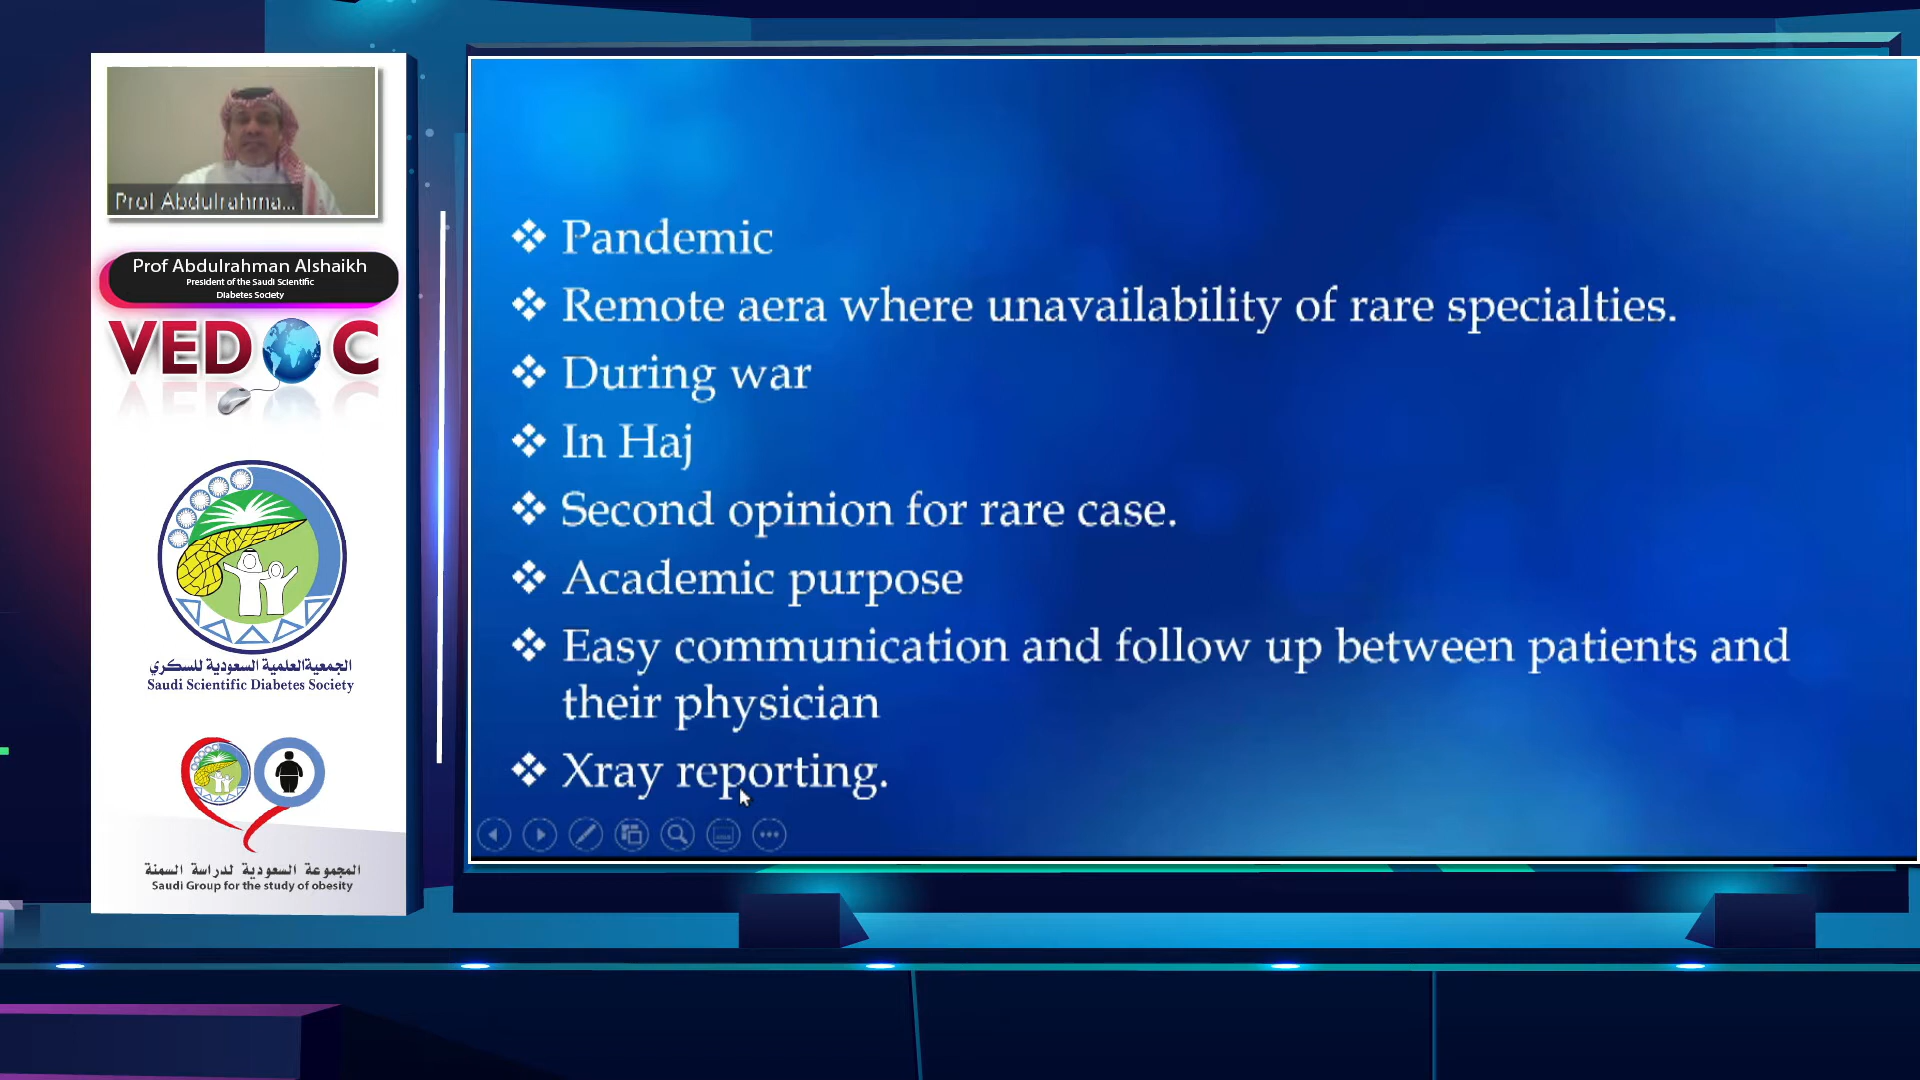 Prof Abdulrahma...
Prof Abdulrahman Alshaikh
President of the Saudi Scientific
Diabetes Society
VEDOC
الجمعية العلمية السعودية للسكري
Saudi Scientific Diabetes Society
المجموعة السعودية لدراسة السمنة
Saudi Group for the study of obesity
❖ Pandemic
❖ Remote aera where unavailability of rare specialties.
❖ During war
❖ In Haj
❖ Second opinion for rare case.
❖ Academic purpose
❖ Easy communication and follow up between patients and
their physician
❖ Xray reporting.